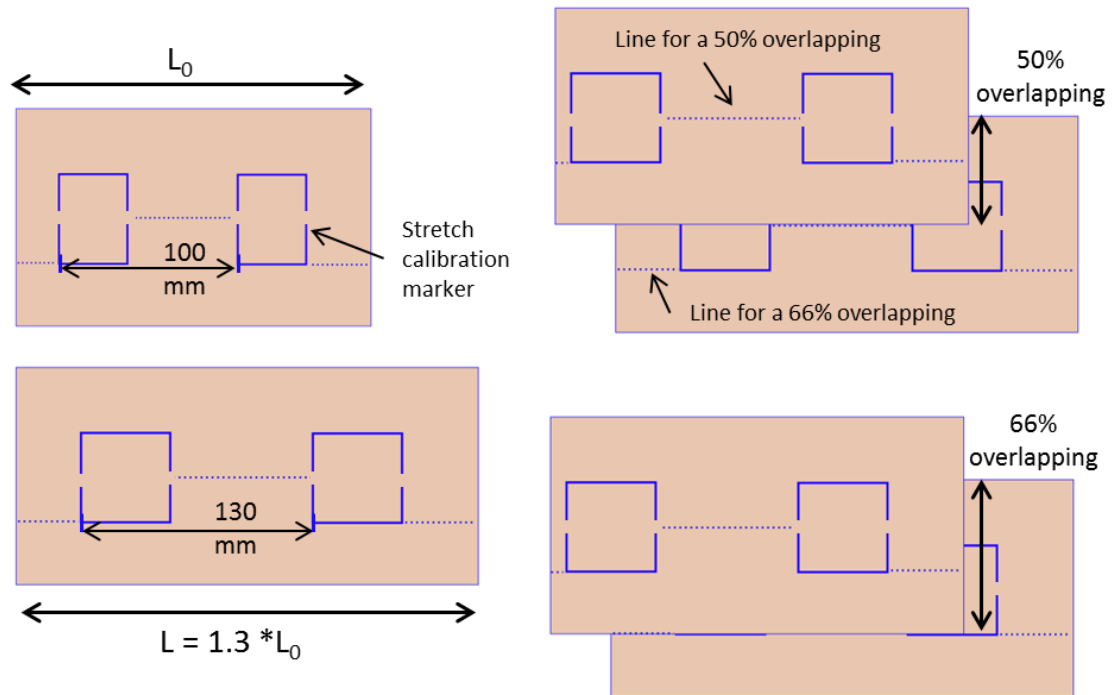 L₀
100
mm
Stretch
calibration
marker
130
mm
L = 1.3 *L₀
Line for a 50% overlapping
50%
overlapping
Line for a 66% overlapping
66%
overlapping